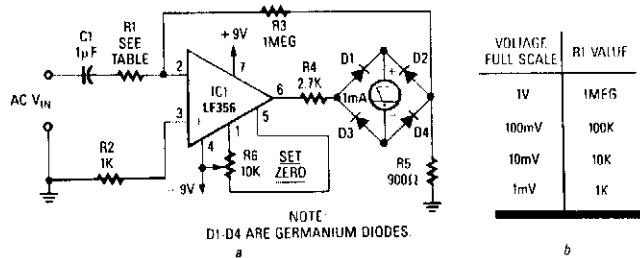 C1
1µF
R1
SEE
TABLE
AC VIN
R2
1K
2
3
+ 9V
7
IC1
LF356
6
+
4
1
5
- 9V
R6
10K
SET
ZERO
R3
1MEG
R4
2.7K
D1
D2
+
1mA
-
D3
D4
R5
900Ω
NOTE:
D1-D4 ARE GERMANIUM DIODES.
a
VOLTAGE FULL SCALE R1 VALUE
1V 1MEG
100mV 100K
10mV 10K
1mV 1K
b